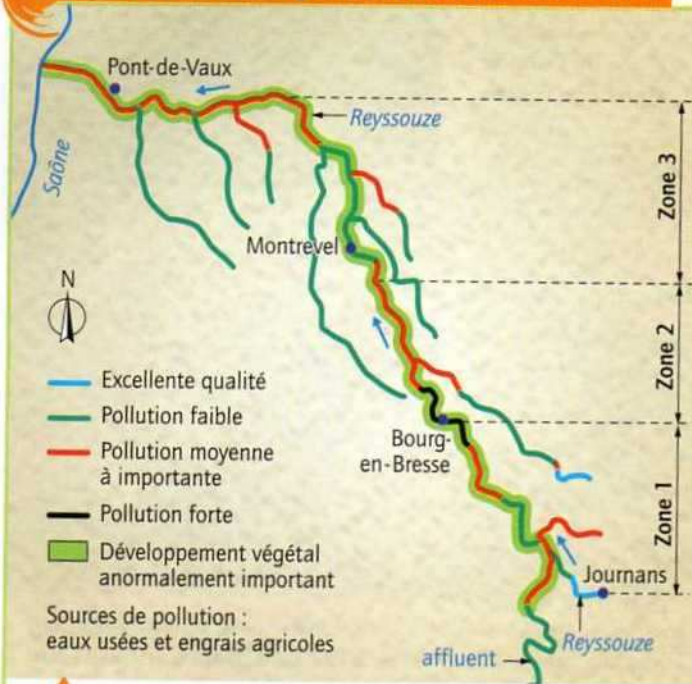 Pont-de-Vaux
Reyssouze
Saône
Zone 3
Montrevel
N
Zone 2
Excellente qualité
Pollution faible
Pollution moyenne
à importante
Bourg-
en-Bresse
Pollution forte
Zone 1
Développement végétal
anormalement important
Journans
Sources de pollution :
eaux usées et engrais agricoles
Reyssouze
affluent